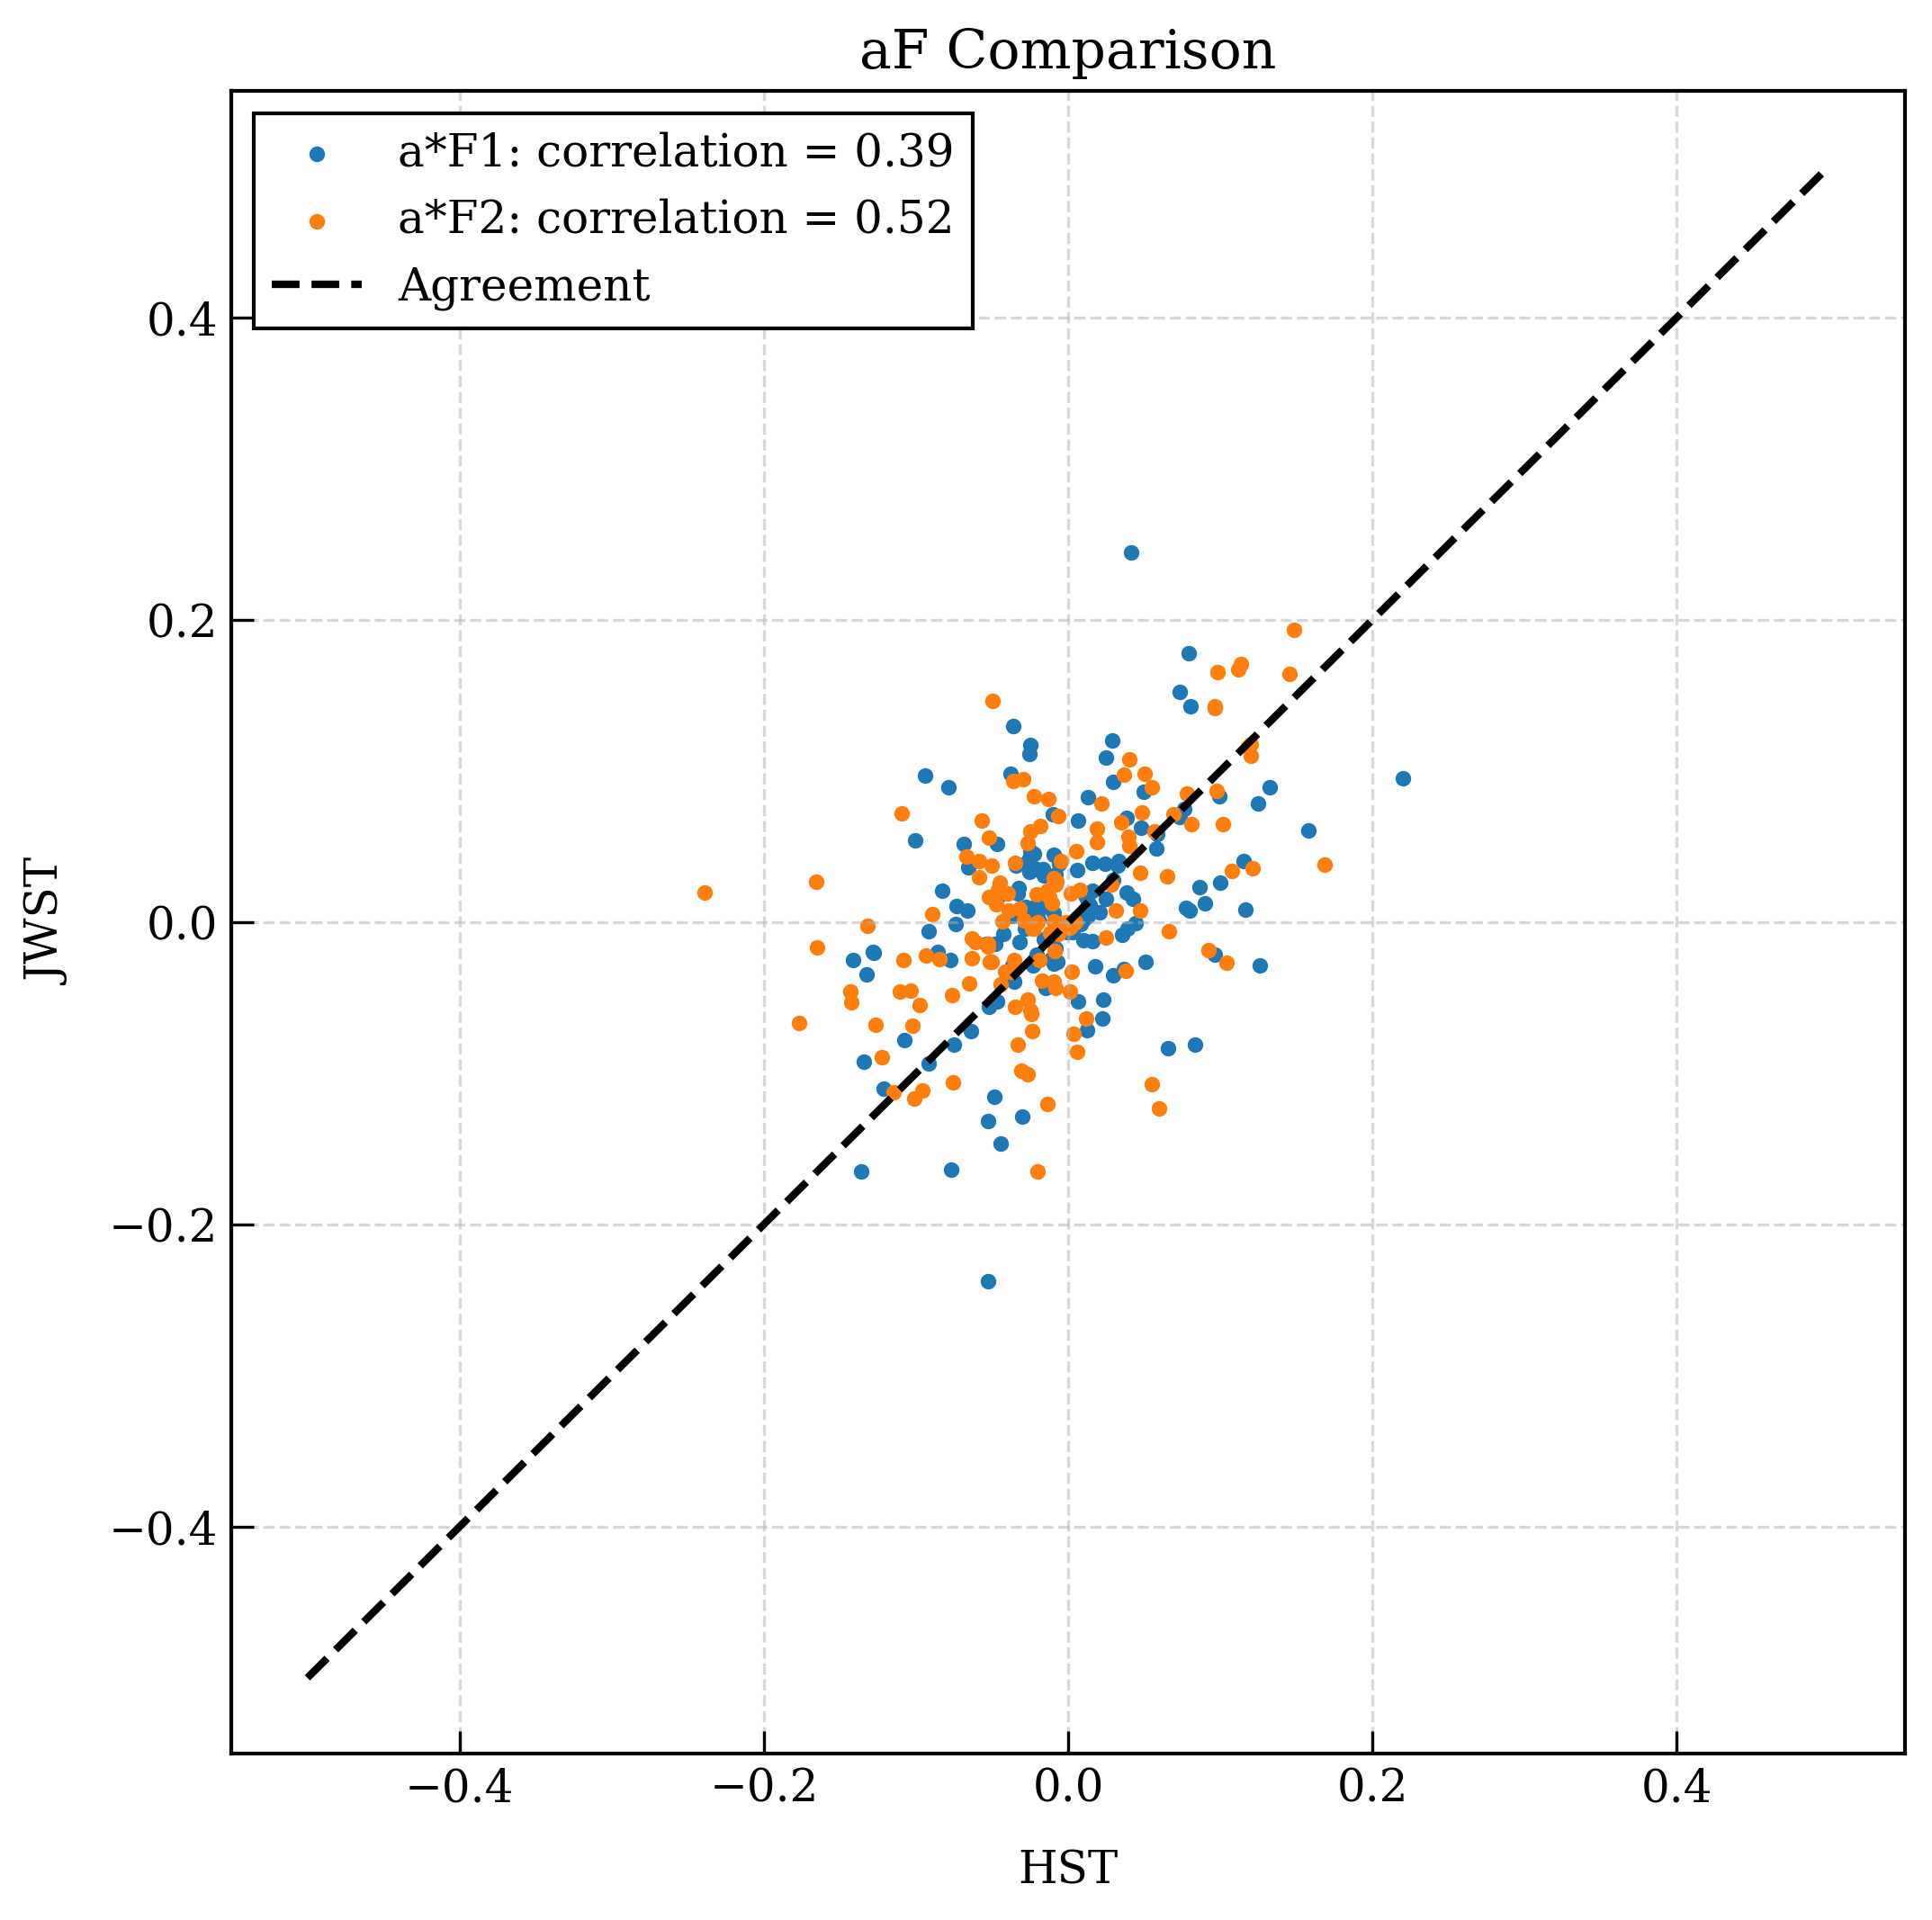 aF Comparison
a*F1: correlation = 0.39
a*F2: correlation = 0.52
Agreement
0.4
0.2
0.0
−0.2
−0.4
JWST
−0.4
−0.2
0.0
0.2
0.4
HST